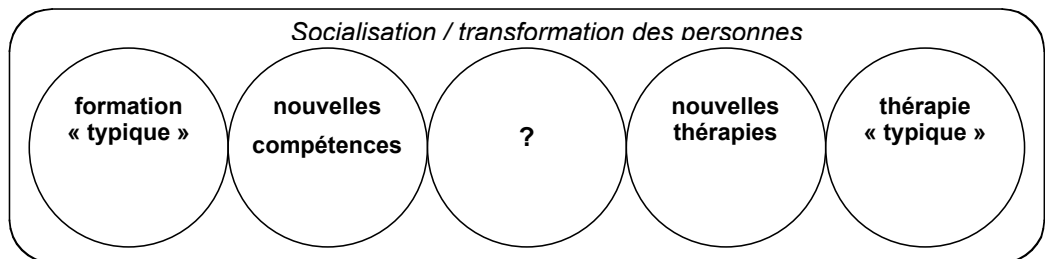 Socialisation / transformation des personnes
formation
« typique »
nouvelles
compétences
?
nouvelles
thérapies
thérapie
« typique »